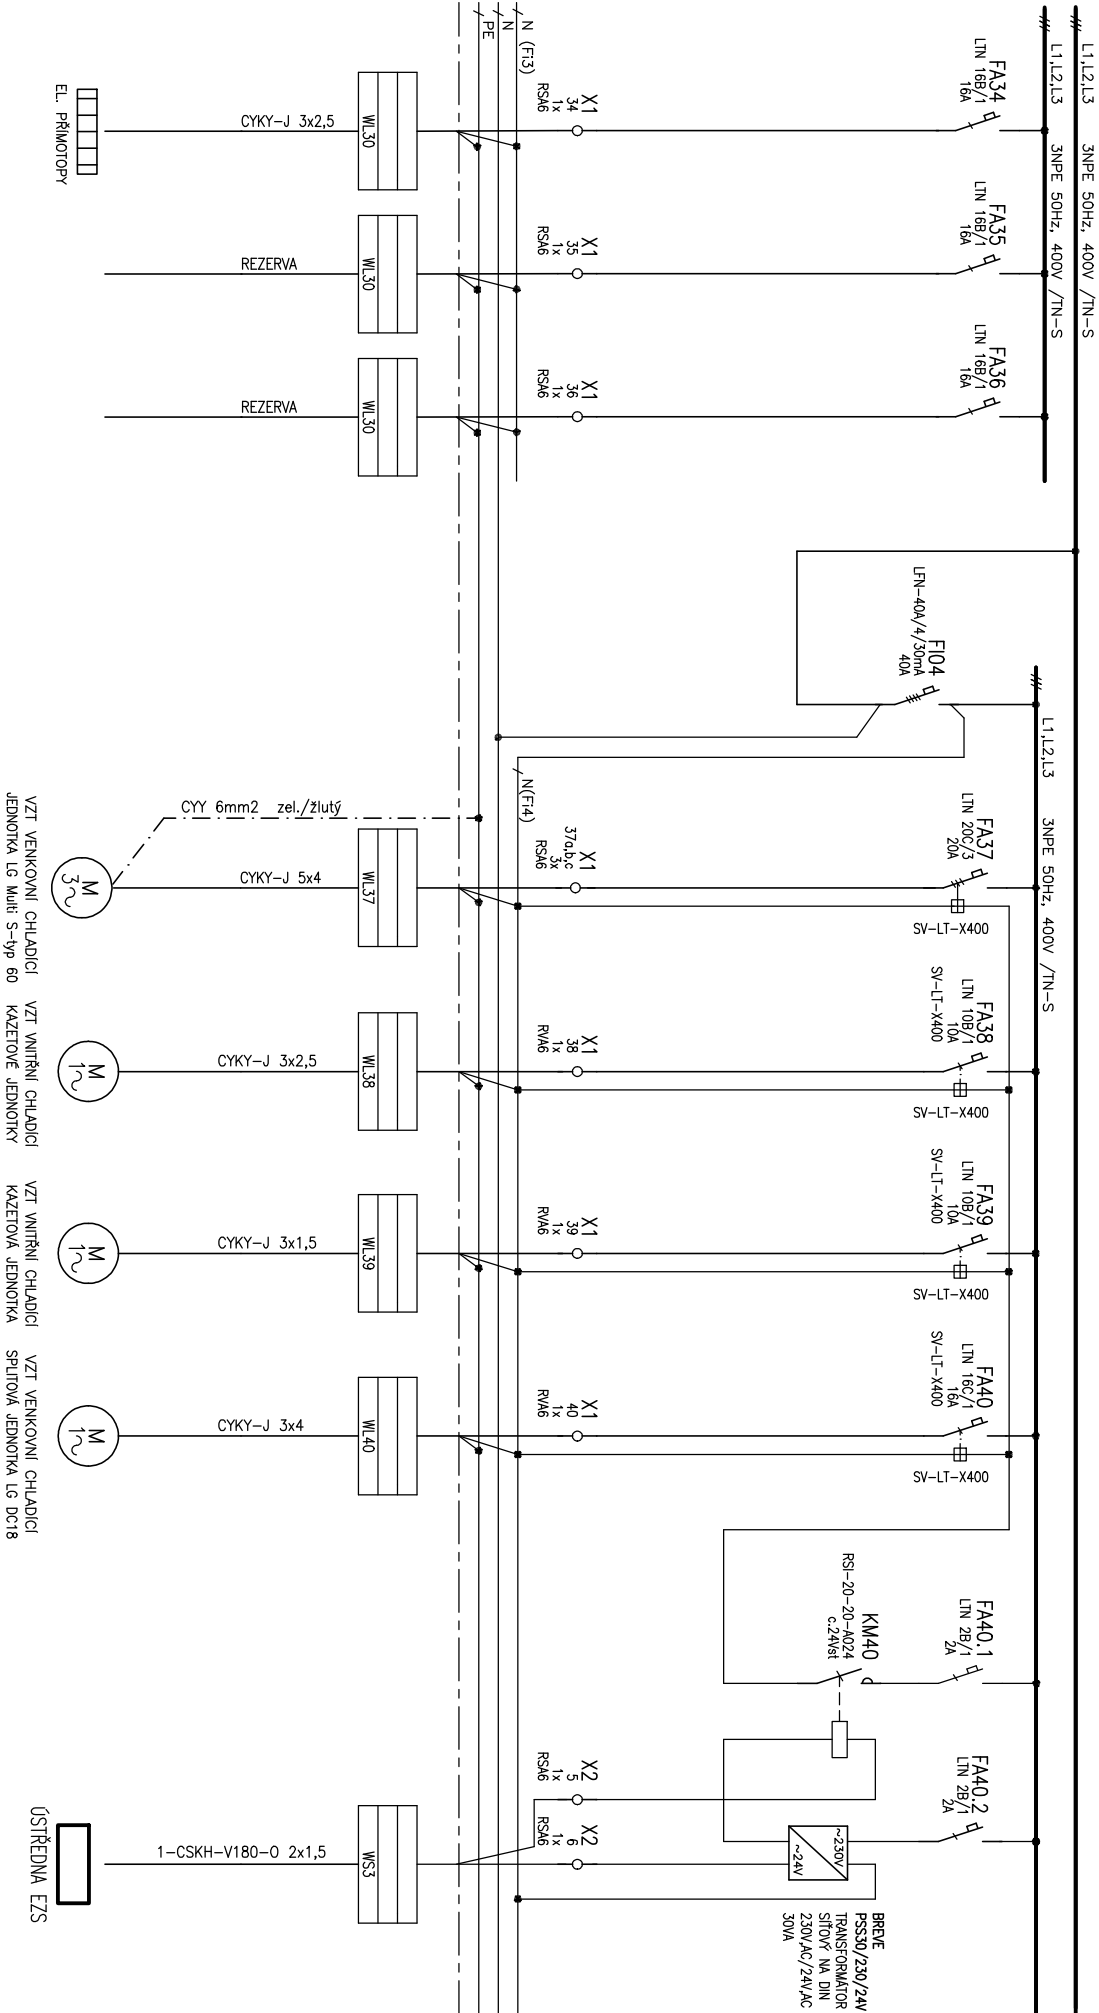 L1,L2,L3 3NPE 50Hz, 400V /TN-S
L1,L2,L3 3NPE 50Hz, 400V /TN-S
FA34
LTN 16B/1
16A
FA35
LTN 16B/1
16A
FA36
LTN 16B/1
16A
N (Fi3)
N
PE
X1
34
1x
RSA6
X1
35
1x
RSA6
X1
36
1x
RSA6
WL30
WL30
WL30
CYKY-J 3x2,5
REZERVA
REZERVA
EL. PŘÍMOTOPY
FI04
LFN-40A/4/30mA
40A
L1,L2,L3 3NPE 50Hz, 400V /TN-S
N(Fi4)
FA37
LTN 20C/3
20A
SV-LT-X400
X1
37a,b,c
3x
RSA6
WL37
CYY 6mm2 zel./žlutý
CYKY-J 5x4
M
3~
VZT VENKOVNÍ CHLADÍCÍ
JEDNOTKA LG Multi S-typ 60
FA38
LTN 10B/1
10A
SV-LT-X400
SV-LT-X400
X1
38
1x
RVA6
WL38
CYKY-J 3x2,5
M
1~
VZT VNITŘNÍ CHLADÍCÍ
KAZETOVÉ JEDNOTKY
FA39
LTN 10B/1
10A
SV-LT-X400
SV-LT-X400
X1
39
1x
RVA6
WL39
CYKY-J 3x1,5
M
1~
VZT VNITŘNÍ CHLADÍCÍ
KAZETOVÁ JEDNOTKA
FA40
LTN 16C/1
16A
SV-LT-X400
SV-LT-X400
X1
40
1x
RVA6
WL40
CYKY-J 3x4
M
1~
VZT VENKOVNÍ CHLADÍCÍ
SPLITOVÁ JEDNOTKA LG DC18
FA40.1
LTN 2B/1
2A
KM40
RSI-20-20-A024
c.24Vst
FA40.2
LTN 2B/1
2A
~230V
~24V
BREVE
PSS30/230/24V
TRANSFORMÁTOR
SÍŤOVÝ NA DIN
230V,AC/24V,AC
30VA
X2
5
1x
RSA6
X2
6
1x
RSA6
WS3
1-CSKH-V180-O 2x1,5
ÚSTŘEDNA EZS